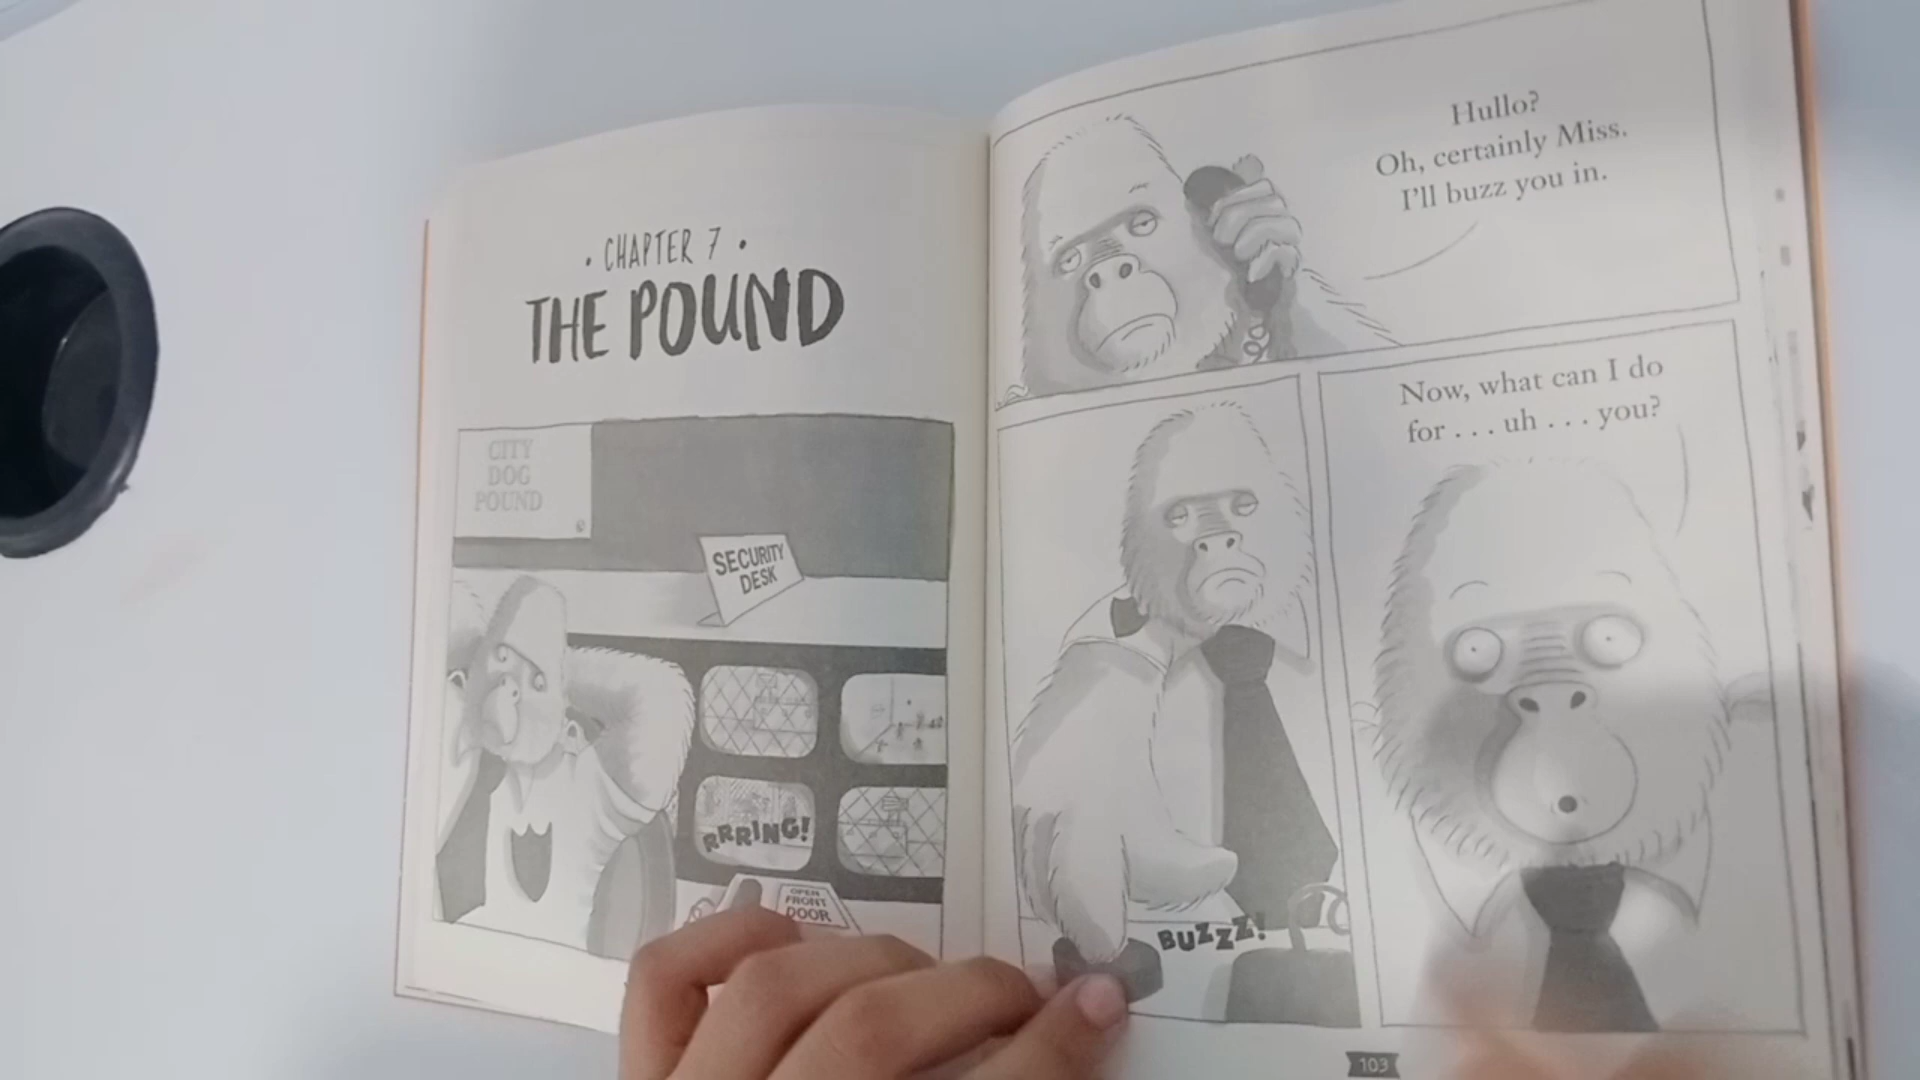 • CHAPTER 7 •
THE POUND
CITY
DOG
POUND
SECURITY
DESK
RRRING!
OPEN
FRONT
DOOR
Hullo?
Oh, certainly Miss.
I'll buzz you in.
BUZZZ!
Now, what can I do
for . . . uh . . . you?
103